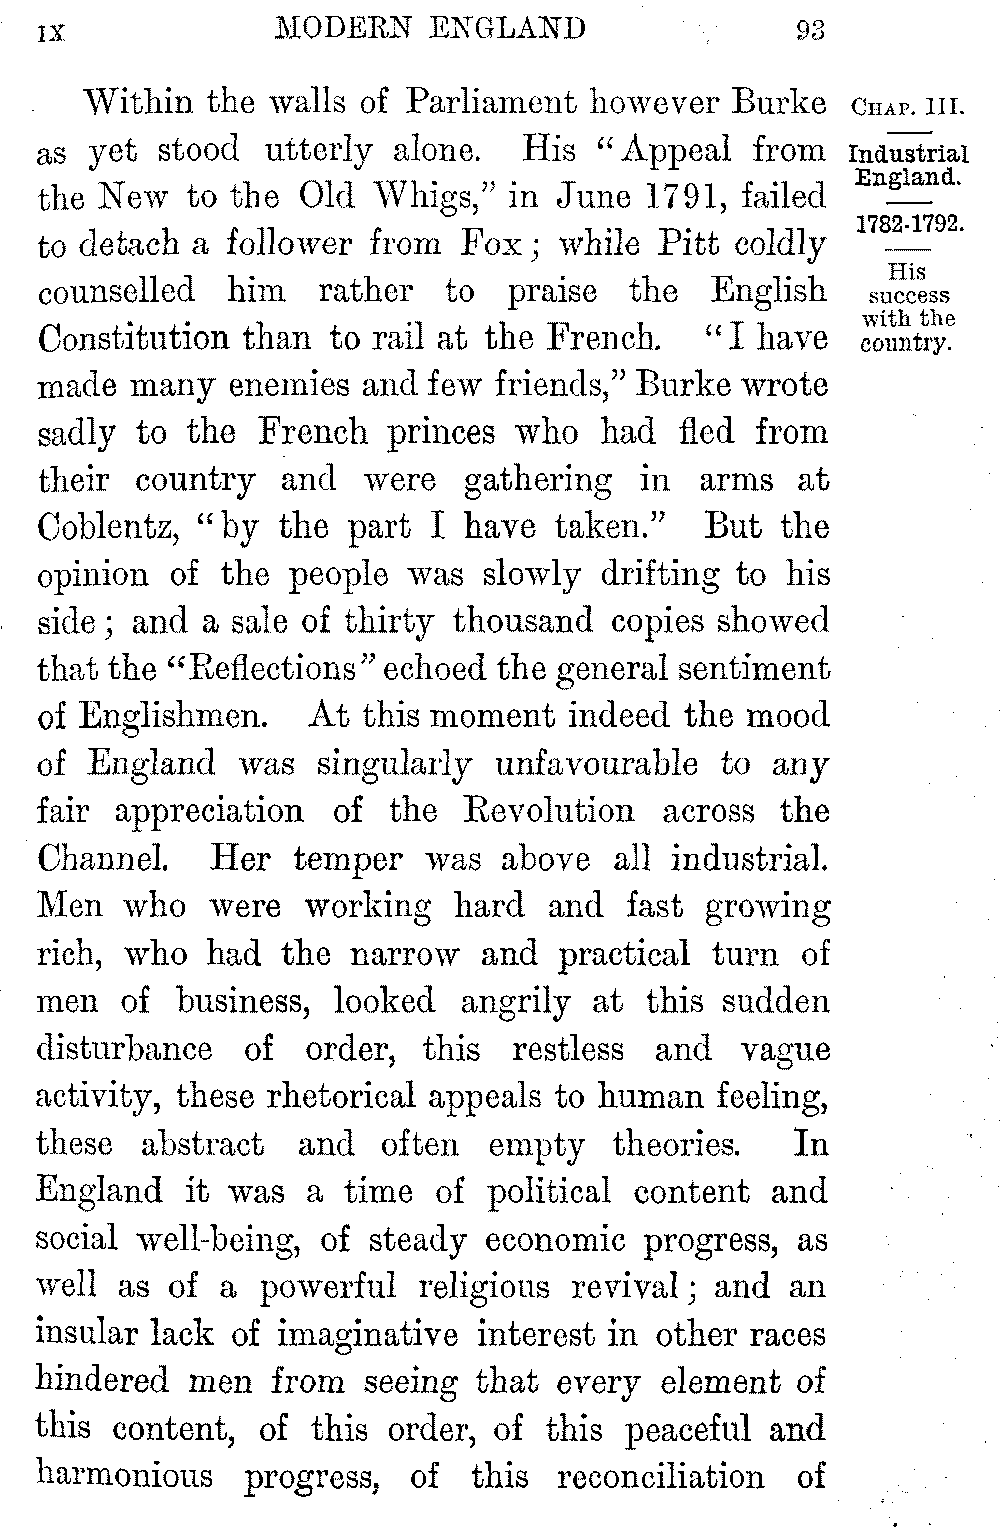 IX MODERN ENGLAND 93
Within the walls of Parliament however Burke
as yet stood utterly alone. His “Appeal from
the New to the Old Whigs,” in June 1791, failed
to detach a follower from Fox; while Pitt coldly
counselled him rather to praise the English
Constitution than to rail at the French. “I have
made many enemies and few friends,” Burke wrote
sadly to the French princes who had fled from
their country and were gathering in arms at
Coblentz, “by the part I have taken.” But the
opinion of the people was slowly drifting to his
side; and a sale of thirty thousand copies showed
that the “Reflections” echoed the general sentiment
of Englishmen. At this moment indeed the mood
of England was singularly unfavourable to any
fair appreciation of the Revolution across the
Channel. Her temper was above all industrial.
Men who were working hard and fast growing
rich, who had the narrow and practical turn of
men of business, looked angrily at this sudden
disturbance of order, this restless and vague
activity, these rhetorical appeals to human feeling,
these abstract and often empty theories. In
England it was a time of political content and
social well-being, of steady economic progress, as
well as of a powerful religious revival; and an
insular lack of imaginative interest in other races
hindered men from seeing that every element of
this content, of this order, of this peaceful and
harmonious progress, of this reconciliation of
CHAP. III.
Industrial
England.
1782-1792.
His
success
with the
country.